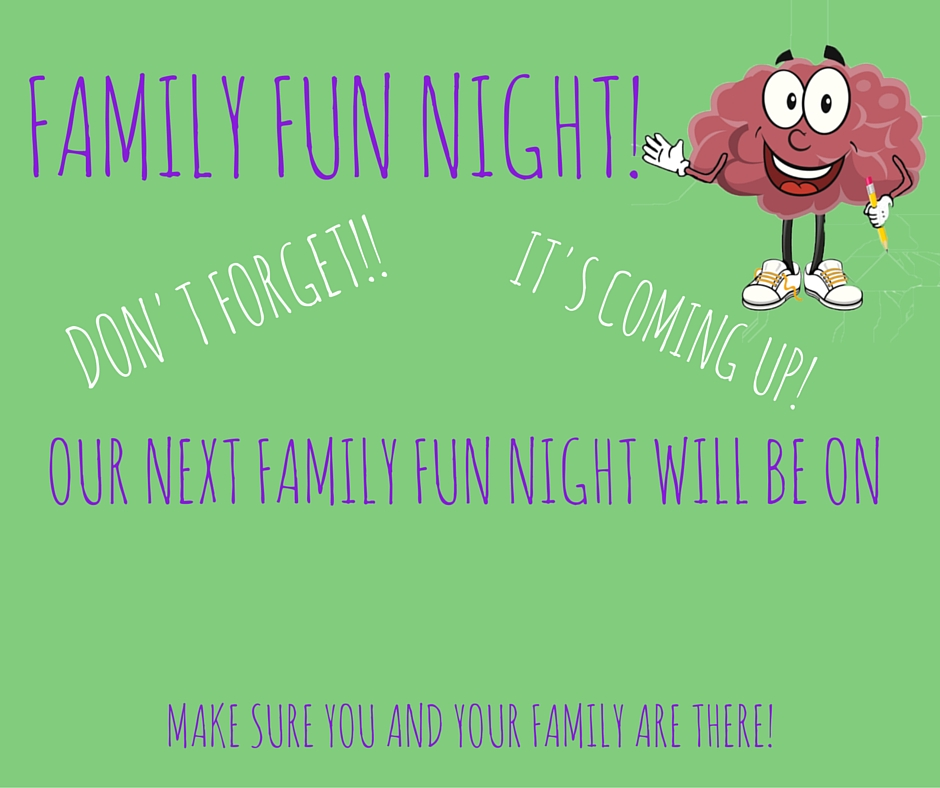 FAMILY FUN NIGHT!
DON'T FORGET!!
IT'S COMING UP!
OUR NEXT FAMILY FUN NIGHT WILL BE ON
MAKE SURE YOU AND YOUR FAMILY ARE THERE!